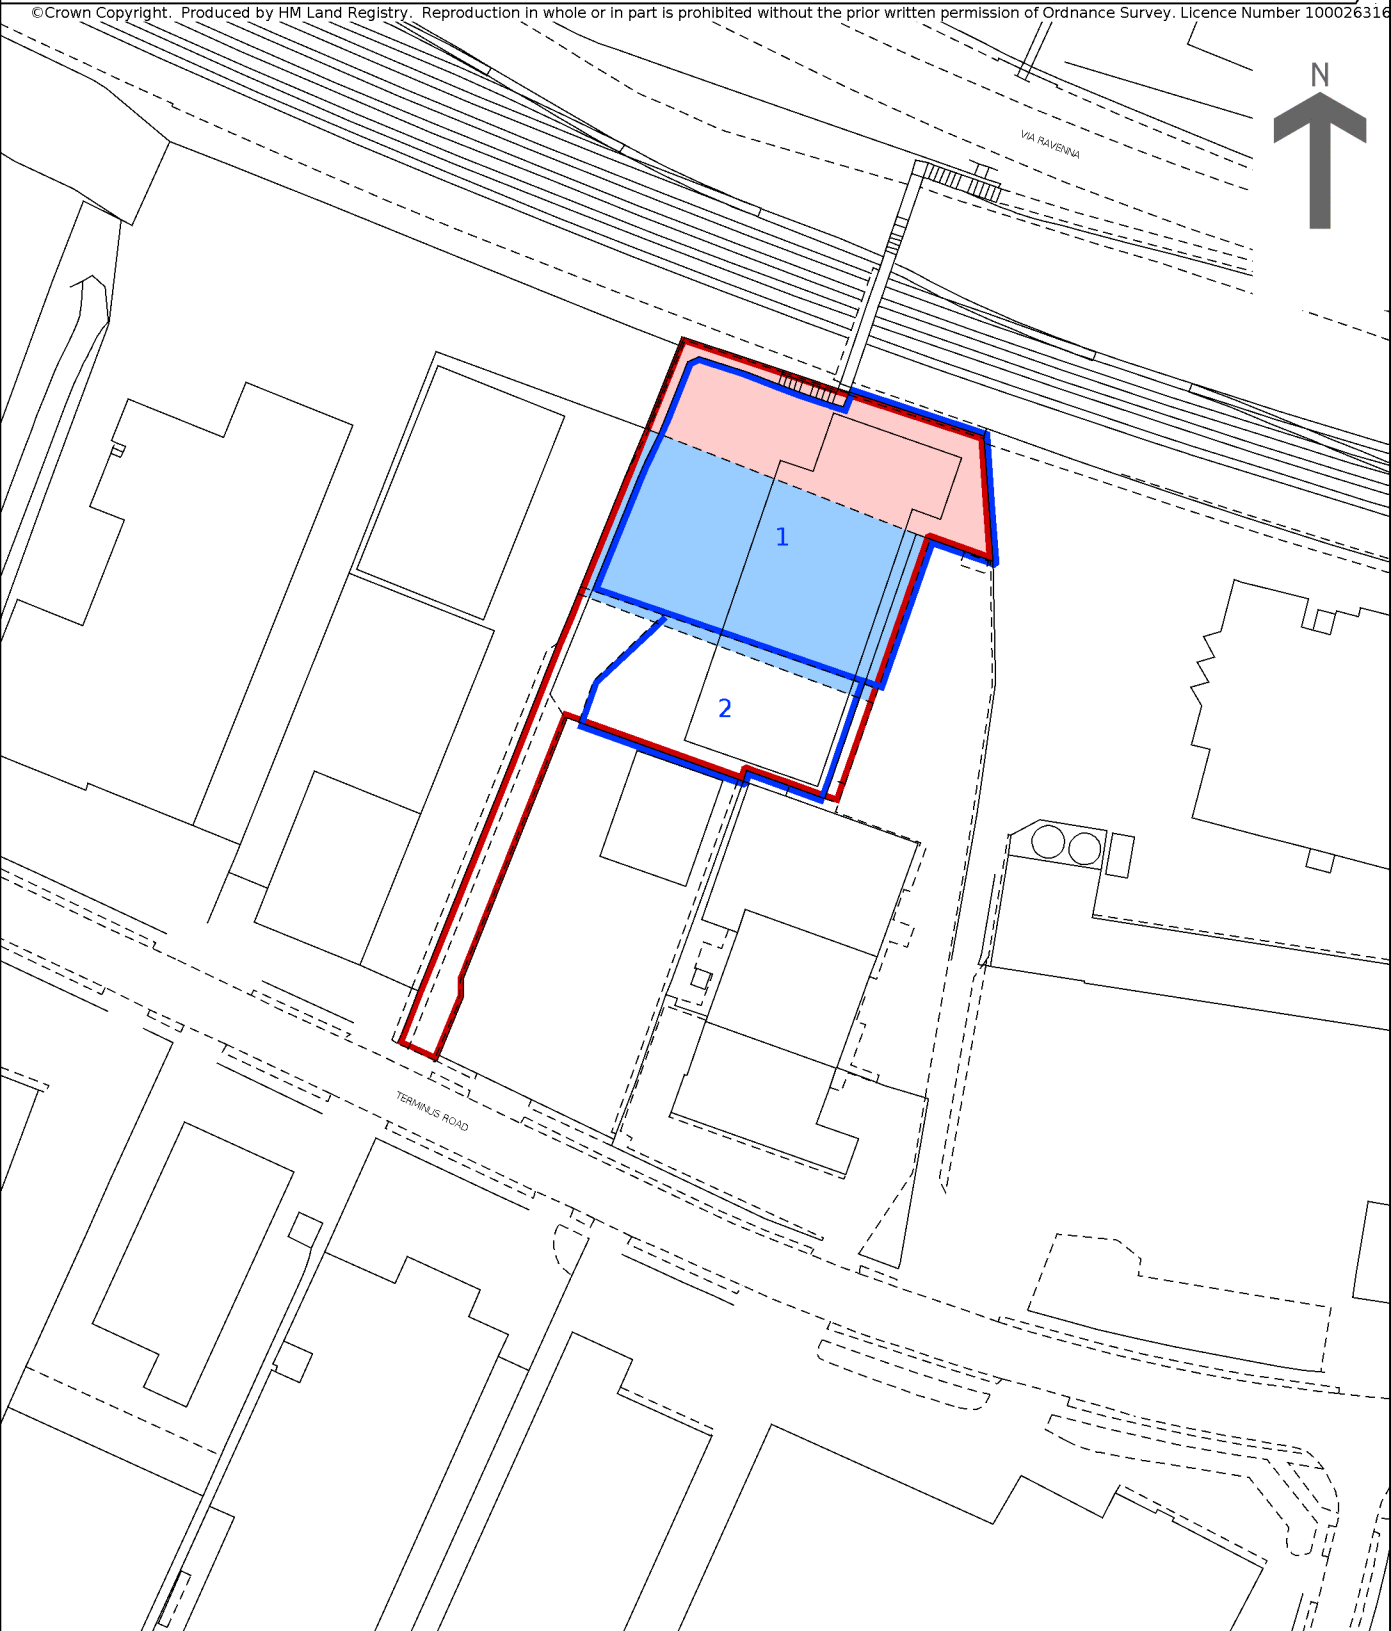 ©Crown Copyright. Produced by HM Land Registry. Reproduction in whole or in part is prohibited without the prior written permission of Ordnance Survey. Licence Number 100026316
N
VIA RAVENNA
1
2
TERMINUS ROAD